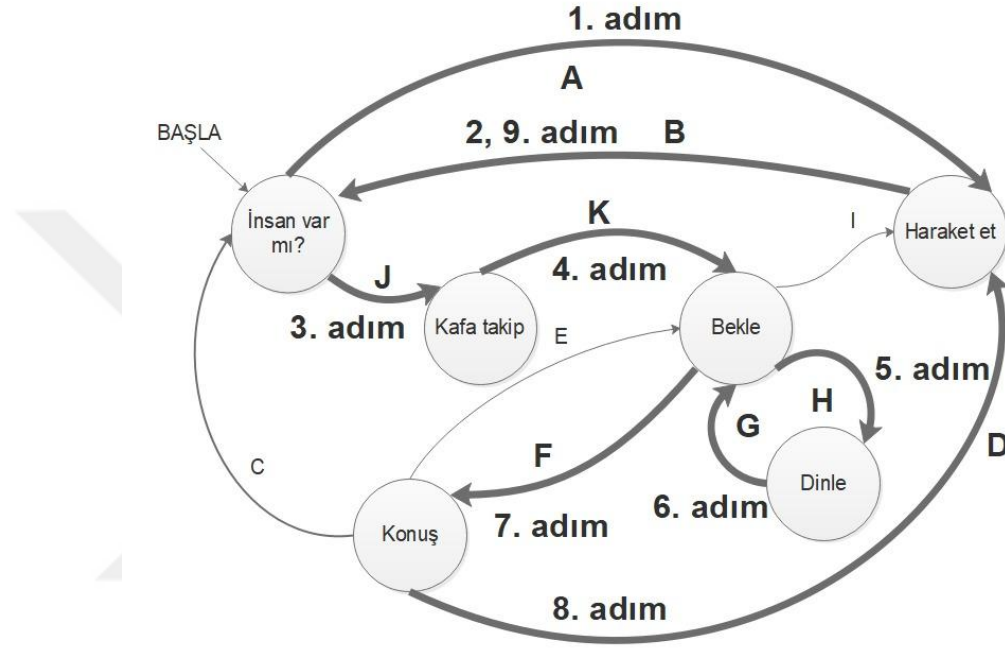 1. adım
A
BAŞLA
2, 9. adım B
İnsan var
mı?
K
I
Haraket et
J
4. adım
3. adım
Kafa takip
E
Bekle
5. adım
H
G
D
F
C
Dinle
6. adım
Konuş
7. adım
8. adım